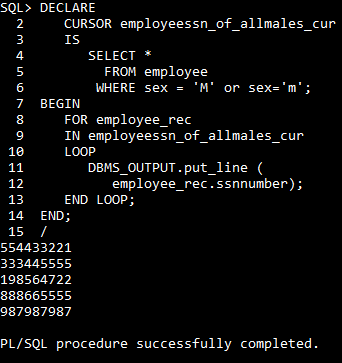 SQL> DECLARE
  2     CURSOR employeessn_of_allmales_cur
  3     IS
  4        SELECT *
  5          FROM employee
  6         WHERE sex = 'M' or sex='m';
  7  BEGIN
  8     FOR employee_rec
  9     IN employeessn_of_allmales_cur
 10     LOOP
 11        DBMS_OUTPUT.put_line (
 12           employee_rec.ssnnumber);
 13     END LOOP;
 14  END;
 15  /
554433221
333445555
198564722
888665555
987987987
PL/SQL procedure successfully completed.